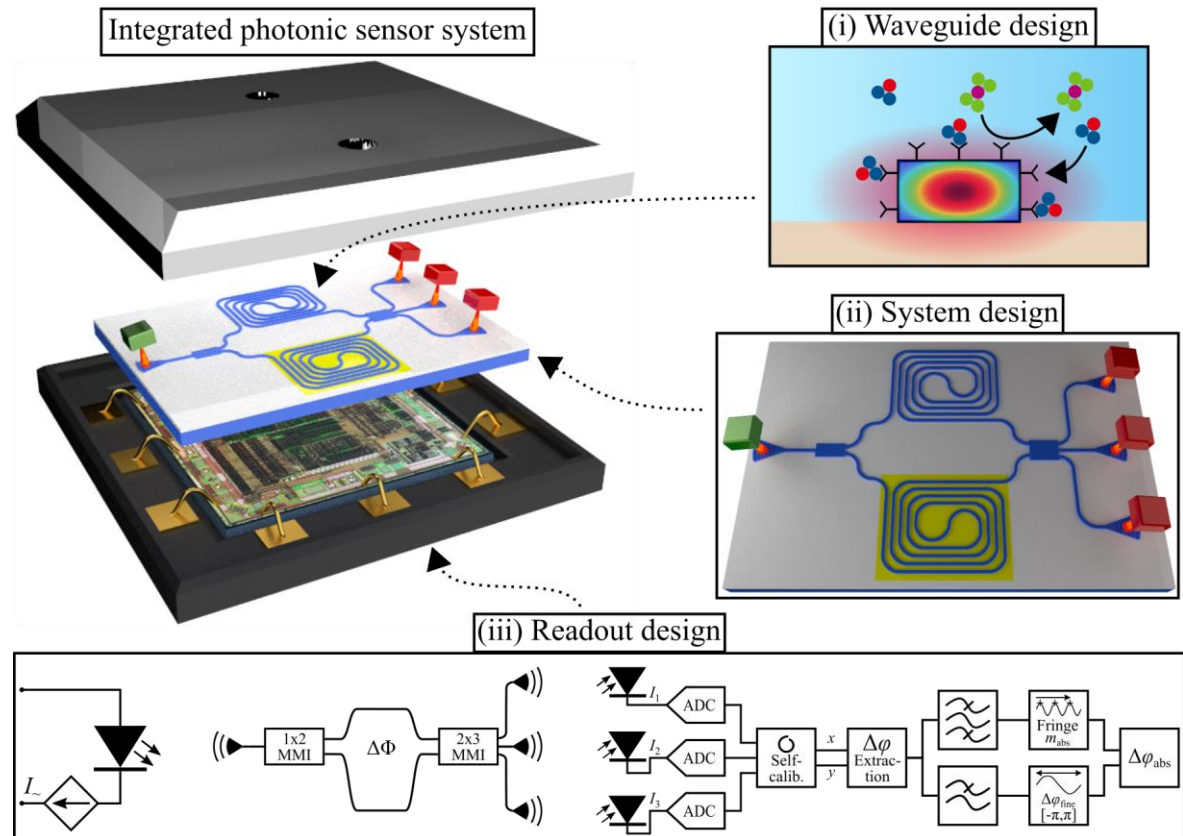 Integrated photonic sensor system
(i) Waveguide design
(ii) System design
(iii) Readout design
I~
1x2
MMI
ΔΦ
2x3
MMI
I1
ADC
I2
ADC
I3
ADC
Self-
calib.
x
y
Δφ
Extrac-
tion
Fringe
mabs
Δφfine
[-π,π]
Δφabs